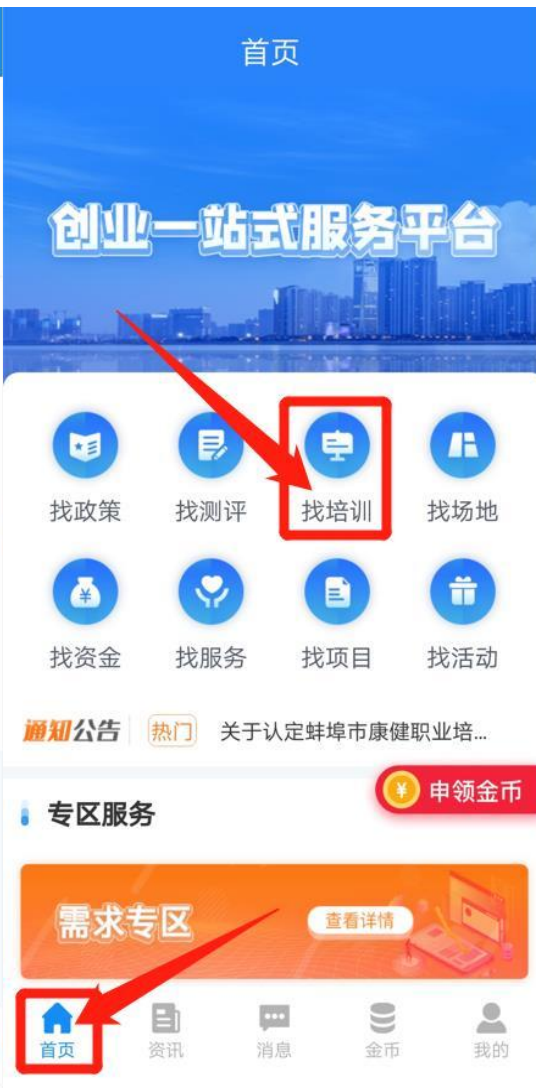 首页
创业一站式服务平台
找政策 找测评 找培训 找场地
找资金 找服务 找项目 找活动
通知公告 热门 关于认定蚌埠市康健职业培...
¥ 申领金币
专区服务
需求专区 查看详情
首页 资讯 消息 金币 我的